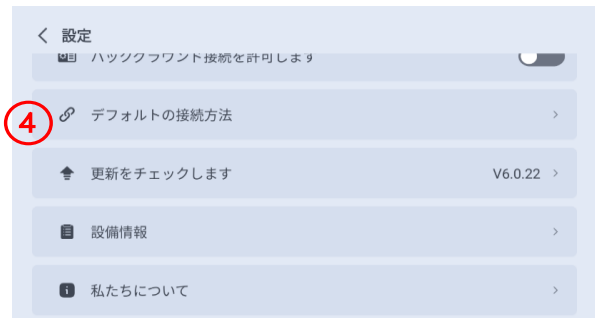 設定
バックグラウンド接続を許可します
④
デフォルトの接続方法
更新をチェックします V6.0.22
設備情報
私たちについて